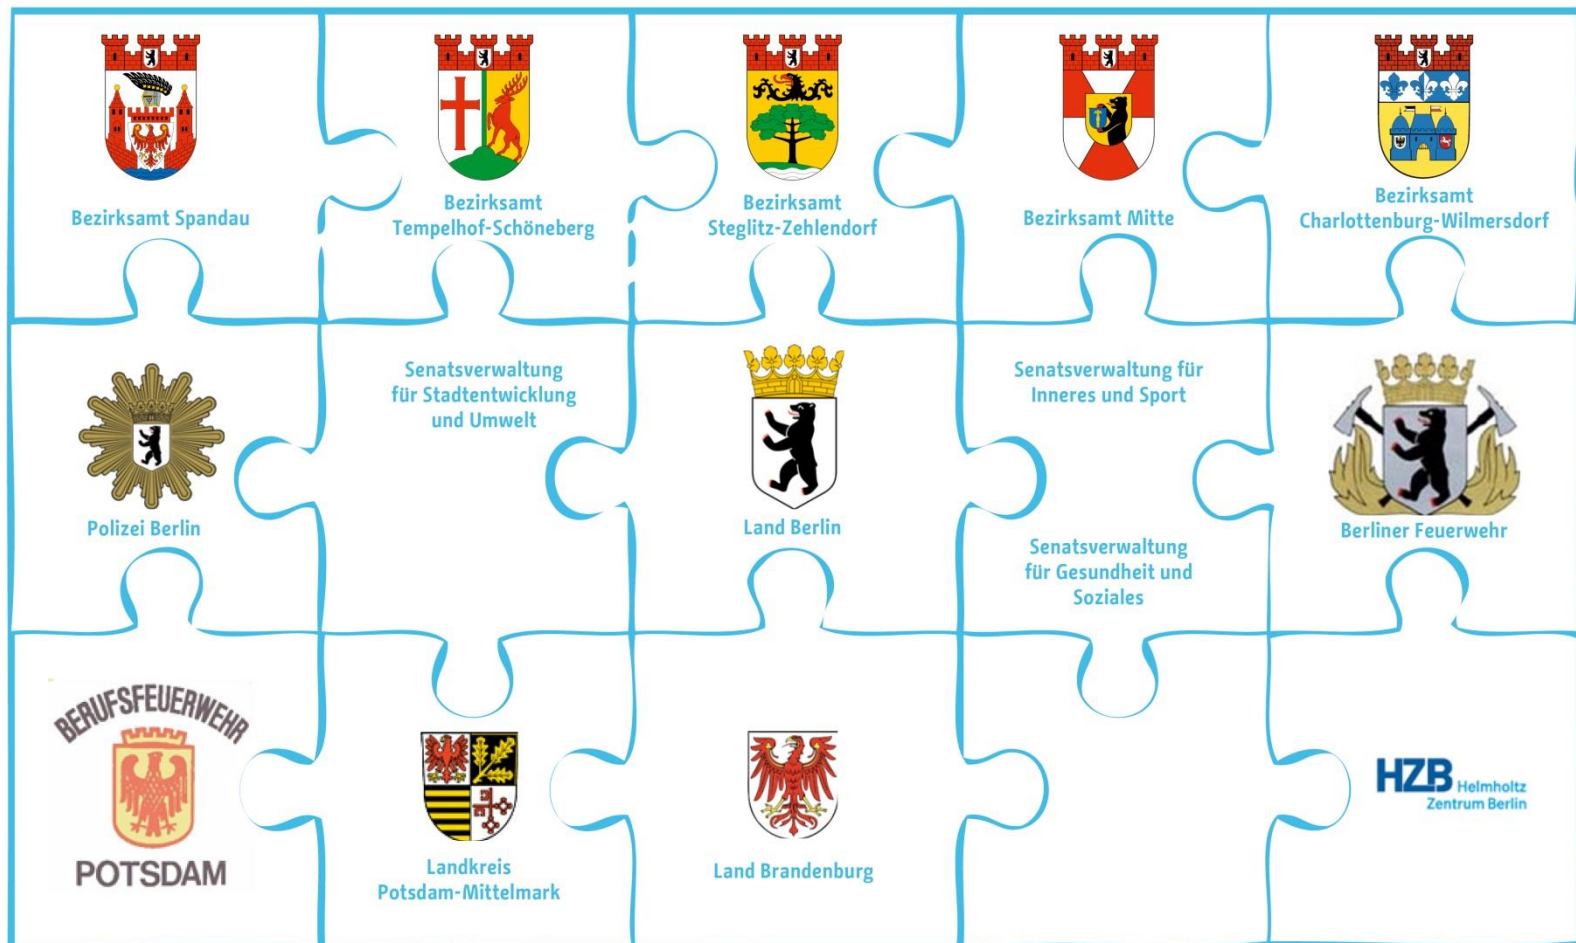 Bezirksamt Spandau
Bezirksamt
Tempelhof-Schöneberg
Bezirksamt
Steglitz-Zehlendorf
Bezirksamt Mitte
Bezirksamt
Charlottenburg-Wilmersdorf
Polizei Berlin
Senatsverwaltung
für Stadtentwicklung
und Umwelt
Land Berlin
Senatsverwaltung für
Inneres und Sport
Senatsverwaltung
für Gesundheit und
Soziales
Berliner Feuerwehr
BERUFSFEUERWEHR
POTSDAM
Landkreis
Potsdam-Mittelmark
Land Brandenburg
HZB Helmholtz
Zentrum Berlin